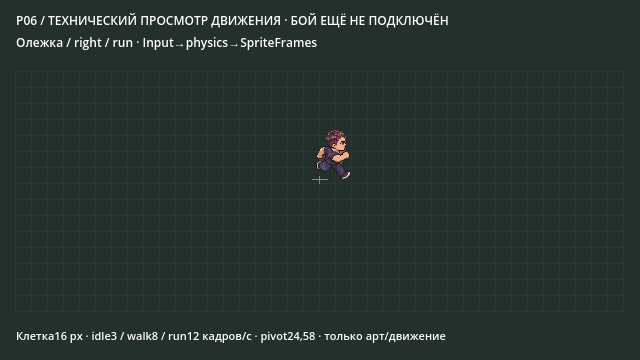 P06 / ТЕХНИЧЕСКИЙ ПРОСМОТР ДВИЖЕНИЯ · БОЙ ЕЩЁ НЕ ПОДКЛЮЧЁН
Олежка / right / run · Input→physics→SpriteFrames
Клетка16 px · idle3 / walk8 / run12 кадров/с · pivot24,58 · только арт/движение